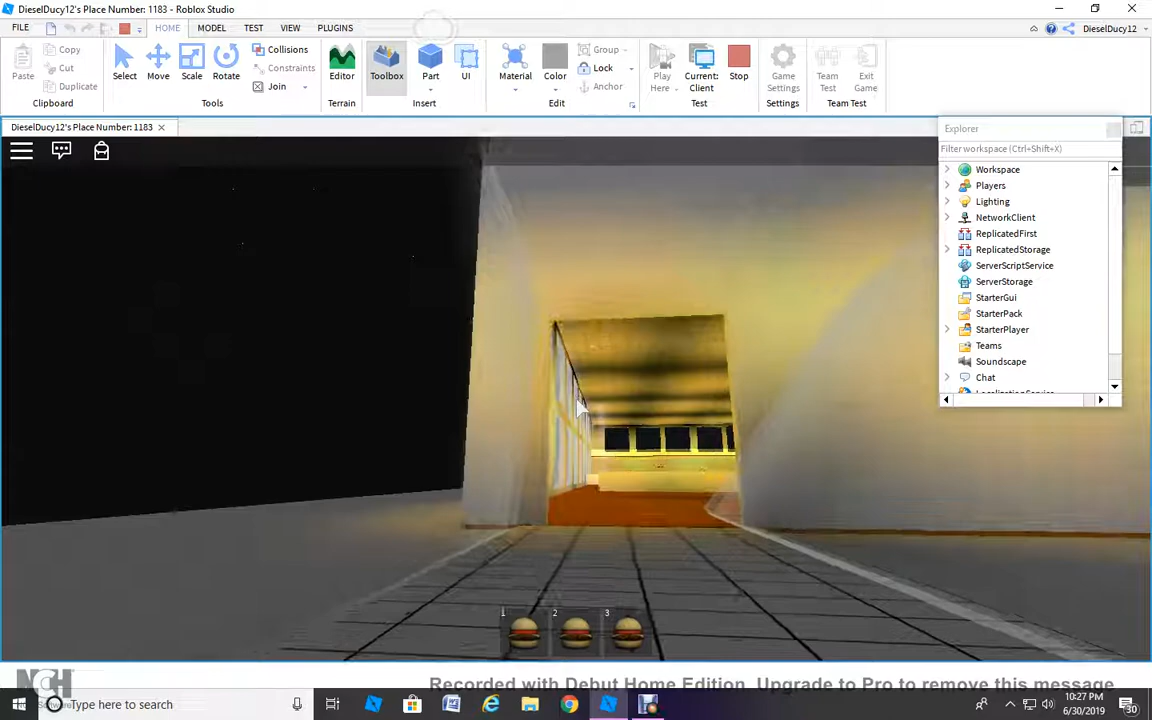 DieselDucy12's Place Number: 1183 - Roblox Studio
FILE HOME MODEL TEST VIEW PLUGINS DieselDucy12
Paste Copy Cut Duplicate Select Move Scale Rotate Collisions Constraints Join Editor Toolbox Part UI Material Color Group Lock Anchor Play Here Current: Client Stop Game Settings Team Test Exit Game
Clipboard Tools Terrain Insert Edit Test Settings Team Test
DieselDucy12's Place Number: 1183
Explorer
Filter workspace (Ctrl+Shift+X)
Workspace
Players
Lighting
NetworkClient
ReplicatedFirst
ReplicatedStorage
ServerScriptService
ServerStorage
StarterGui
StarterPack
StarterPlayer
Teams
Soundscape
Chat
LocalizationService
1 2 3
NCH
Recorded with Debut Home Edition. Upgrade to Pro to remove this message
Type here to search
10:27 PM
6/30/2019
30